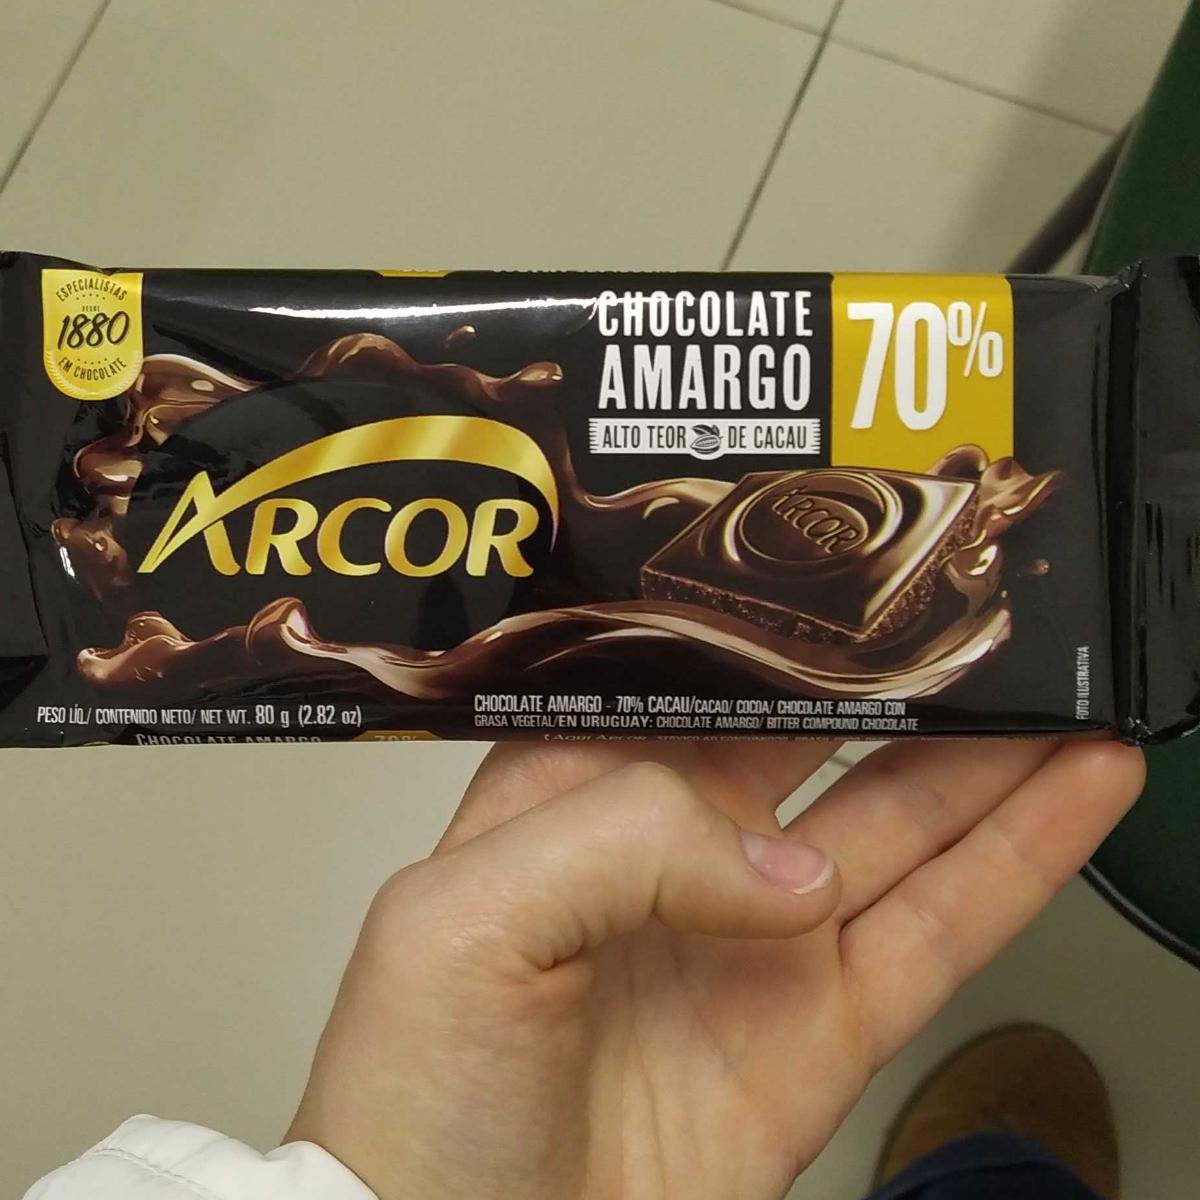 ESPECIALISTAS
DESDE
1880
EM CHOCOLATE
CHOCOLATE
AMARGO
70%
ALTO TEOR DE CACAU
ARCOR
ARCOR
FOTO ILUSTRATIVA
PESO LÍQ./ CONTENIDO NETO/ NET WT. 80 g (2.82 oz)
CHOCOLATE AMARGO - 70% CACAU/CACAO/ COCOA/ CHOCOLATE AMARGO CON
GRASA VEGETAL/EN URUGUAY: CHOCOLATE AMARGO/ BITTER COMPOUND CHOCOLATE
CHOCOLATE AMARGO 70%